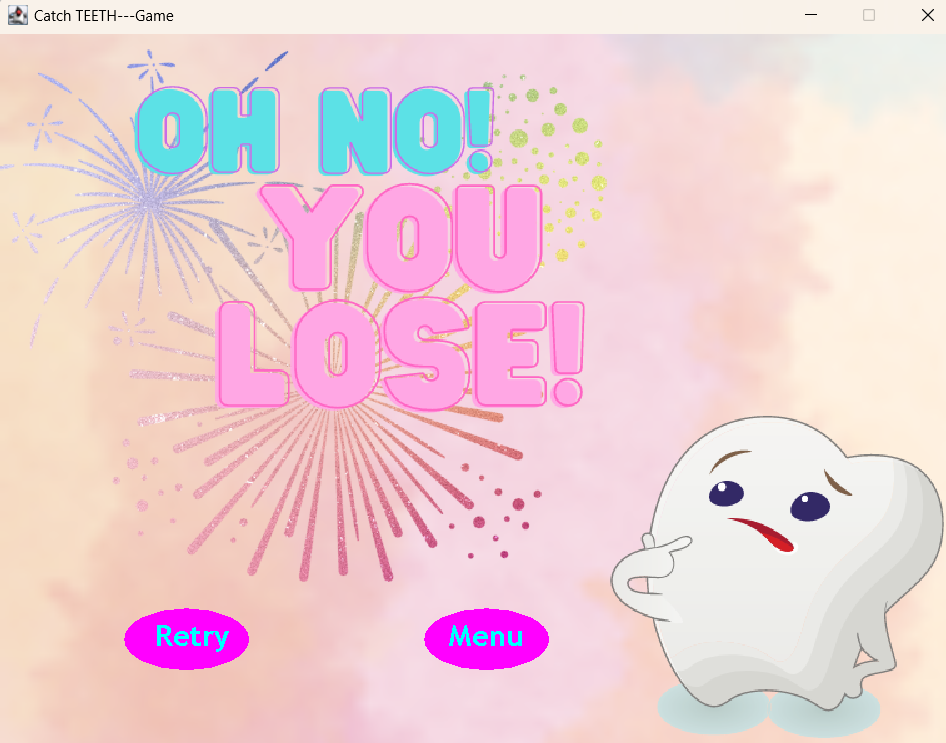 Catch TEETH---Game
OH NO!
YOU
LOSE!
Retry
Menu